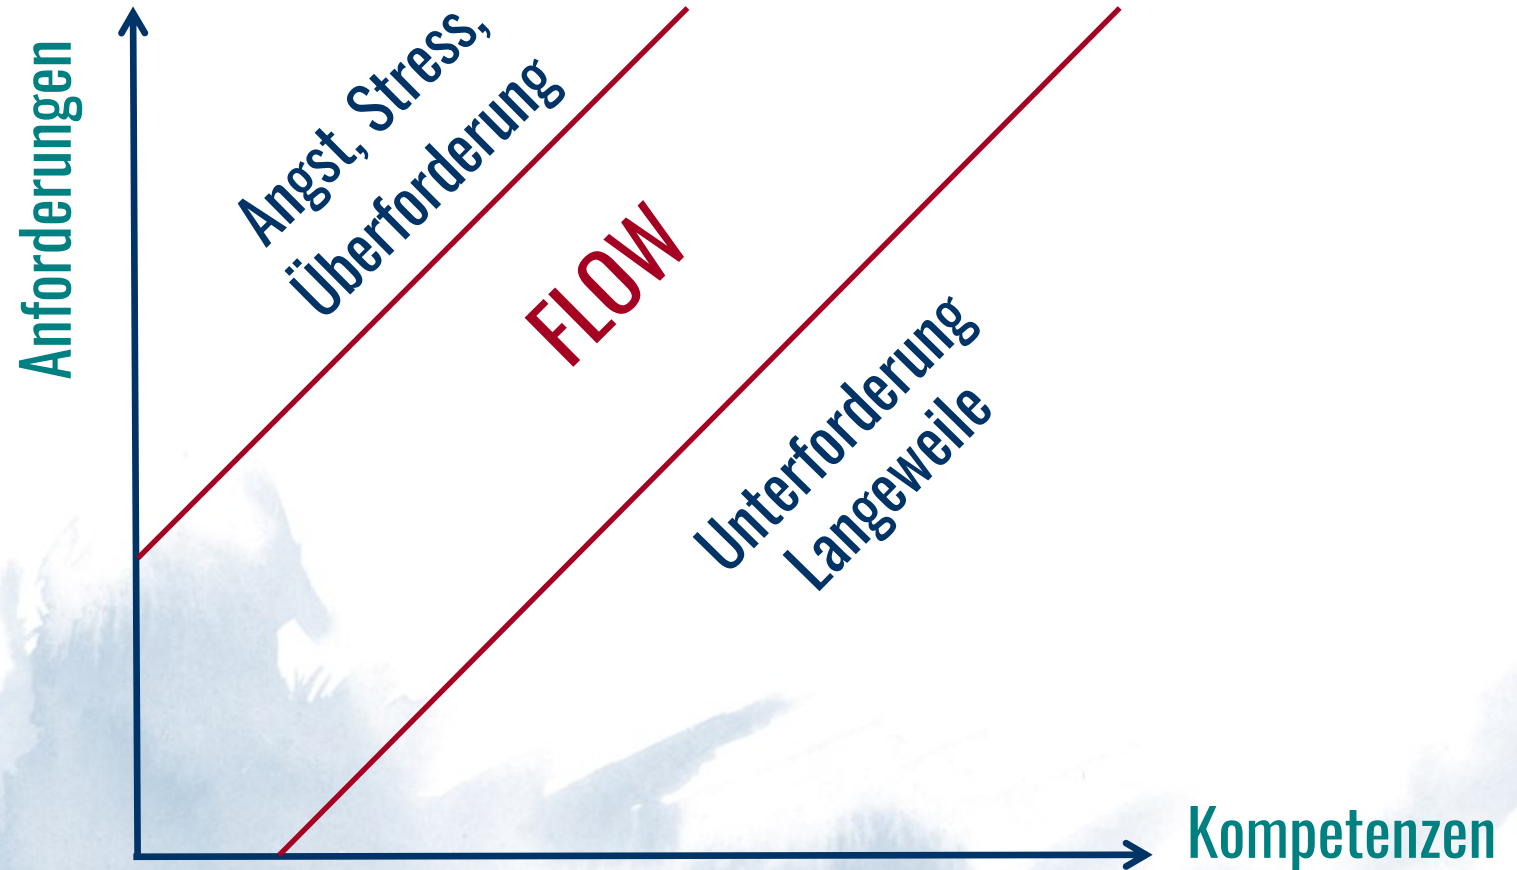 Anforderungen
Angst, Stress,
Überforderung
FLOW
Unterforderung
Langeweile
Kompetenzen